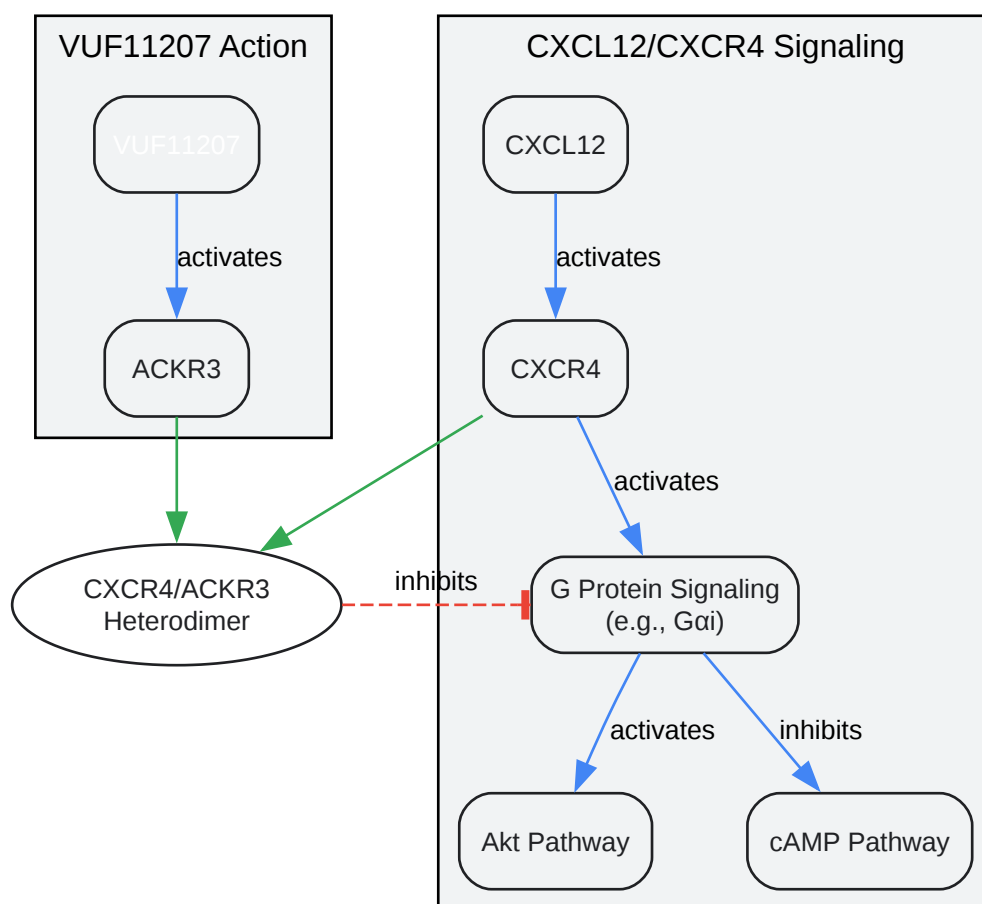 VUF11207 Action
CXCL12/CXCR4 Signaling
VUF11207
CXCL12
activates
activates
ACKR3
CXCR4
activates
CXCR4/ACKR3
Heterodimer
inhibits
G Protein Signaling
(e.g., Gαi)
activates
inhibits
Akt Pathway
cAMP Pathway